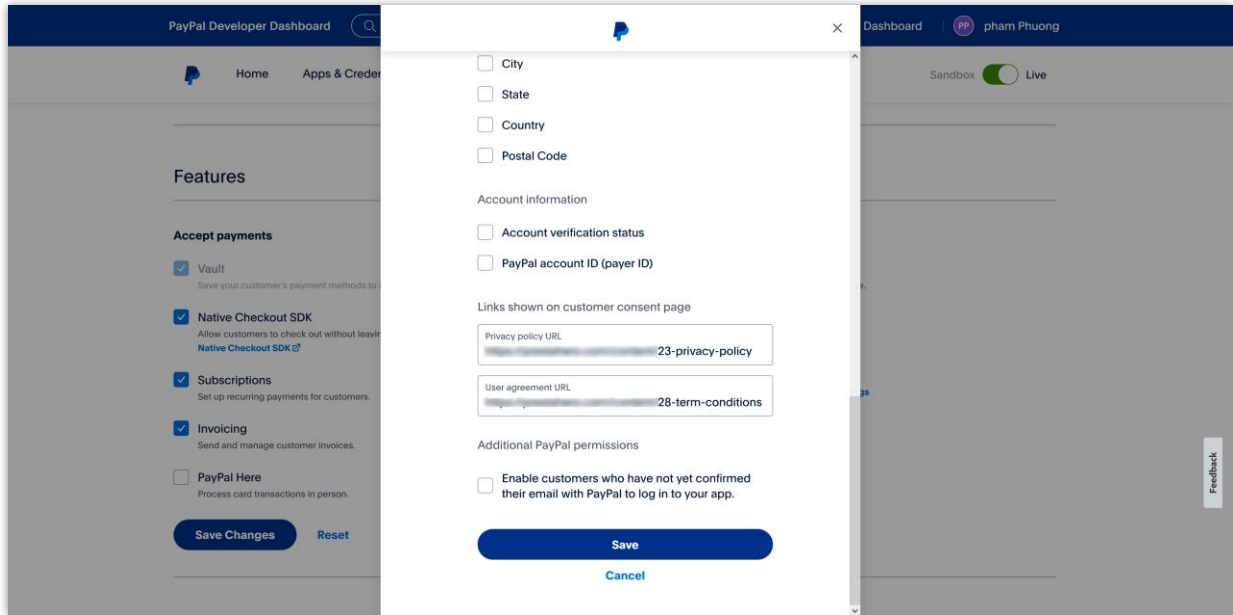 PayPal Developer Dashboard
Dashboard
PP
pham Phuong
Home
Apps & Creden
Sandbox
Live
Features
Accept payments
Vault
Save your customer's payment methods to
Native Checkout SDK
Allow customers to check out without leavin
Native Checkout SDK
Subscriptions
Set up recurring payments for customers.
Invoicing
Send and manage customer invoices.
PayPal Here
Process card transactions in person.
Save Changes
Reset
City
State
Country
Postal Code
Account information
Account verification status
PayPal account ID (payer ID)
Links shown on customer consent page
Privacy policy URL
23-privacy-policy
User agreement URL
28-term-conditions
Additional PayPal permissions
Enable customers who have not yet confirmed
their email with PayPal to log in to your app.
Save
Cancel
gs
Feedback